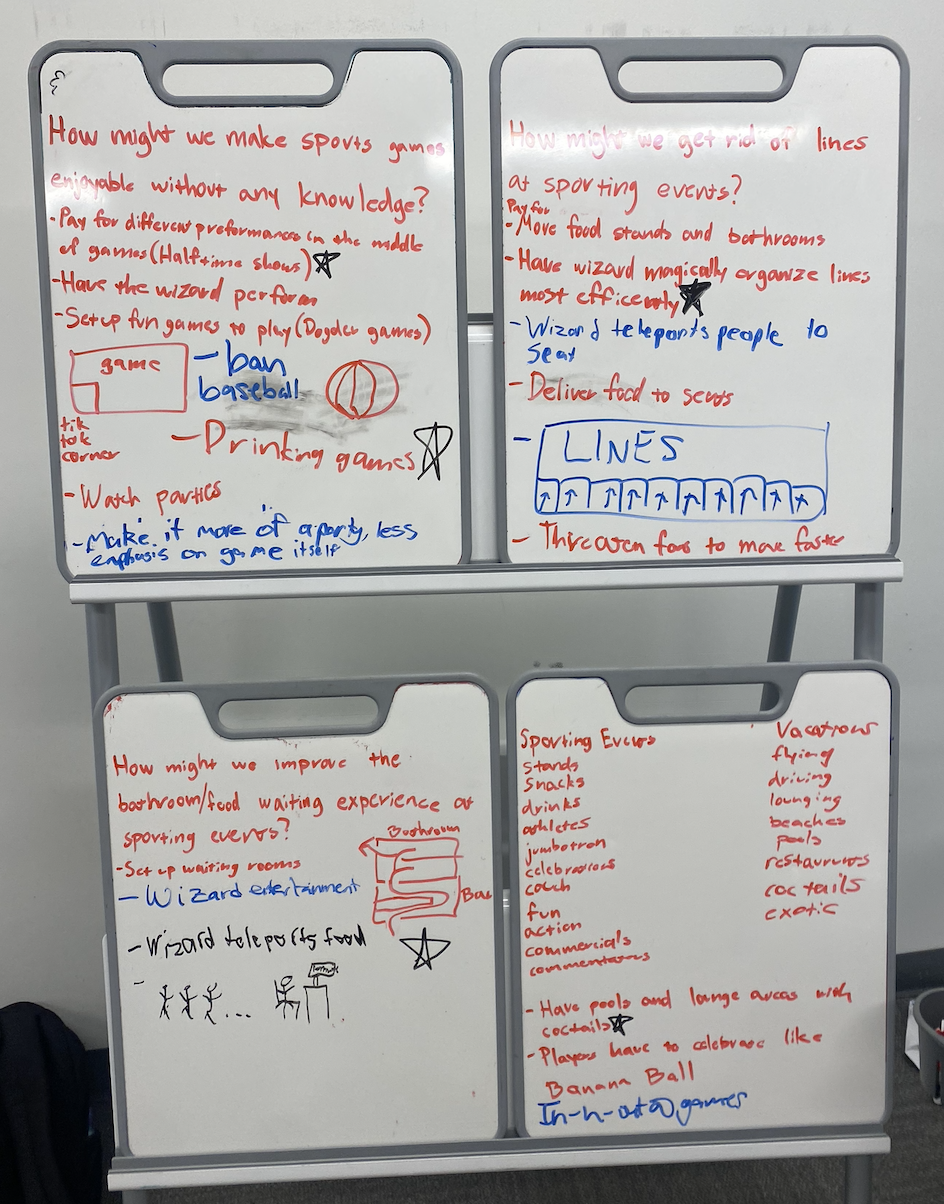 How might we make sports games
enjoyable without any knowledge?
- Pay for different preformances in the middle
of games (Halftime shows)
- Have the wizard perform
- Set up fun games to play (Dogder games)
game
- ban
baseball
tik
tok
corner
- Drinking games
- Watch parties
- Make it more of a party, less
emphasis on game itself
How might we get rid of lines
at sporting events?
Pay for
- Move food stands and bathrooms
- Have wizard magically organize lines
most efficenty
- Wizard teleports people to
seat
- Deliver food to seats
- LINES
- Threaten fans to move faster
How might we improve the
bathroom/food waiting experience at
sporting events?
- Set up waiting rooms
- Wizard entertainment
- Wizard teleports food
-
Bathroom
Bar
...
Sporting Events
stands
snacks
drinks
athletes
jumbotron
celebrations
couch
fun
action
commercials
commentators
Vacations
flying
driving
lounging
beaches
pools
restaurants
coctails
exotic
- Have pools and lounge areas with
coctails
- Players have to celebrate like
Banana Ball
In-n-out @ games